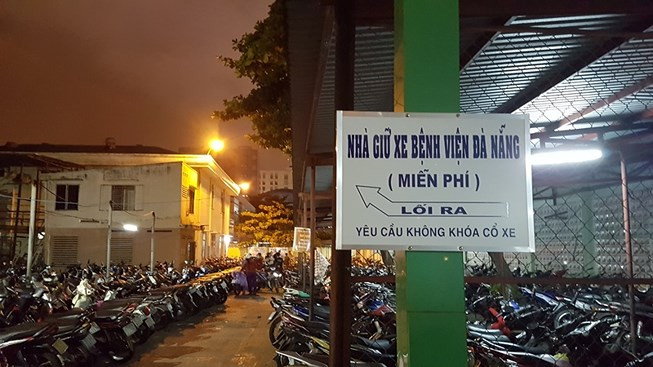 NHÀ GIỮ XE BỆNH VIỆN ĐÀ NẴNG
( MIỄN PHÍ )
LỐI RA
YÊU CẦU KHÔNG KHÓA CỔ XE